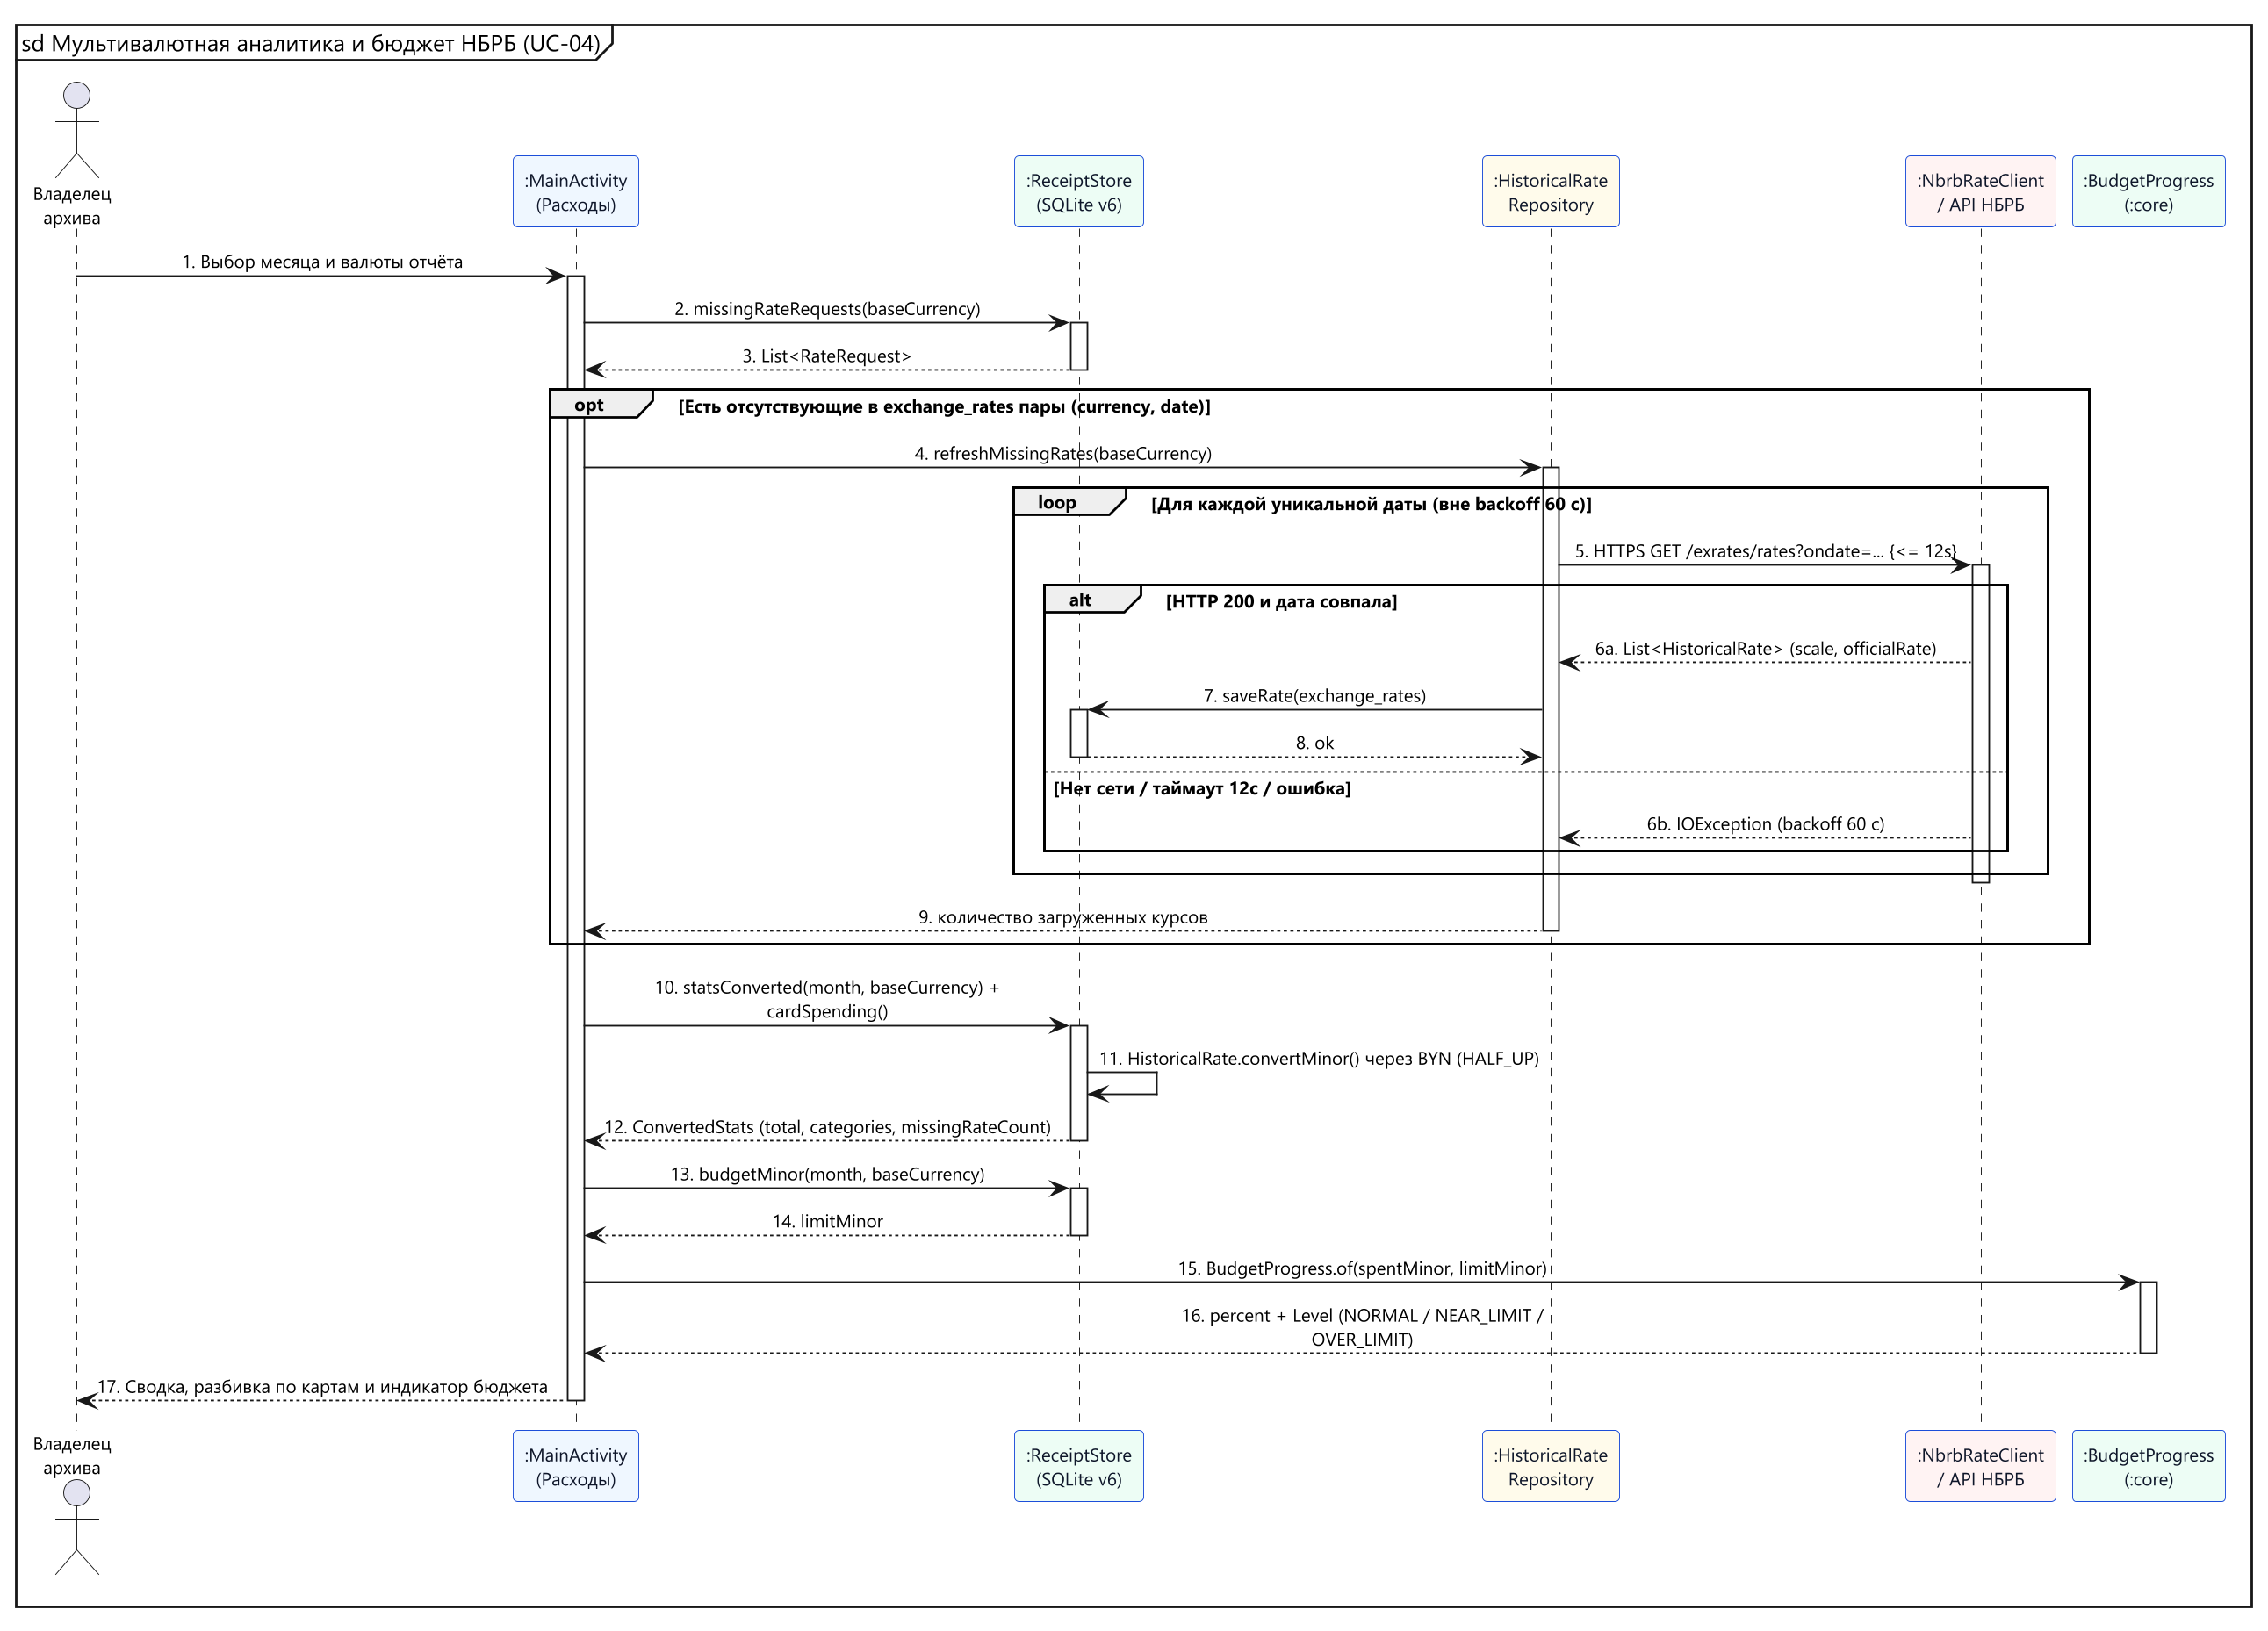 sd Мультивалютная аналитика и бюджет НБРБ (UC-04)
Владелец
архива
:MainActivity
(Расходы)
:ReceiptStore
(SQLite v6)
:HistoricalRate
Repository
:NbrbRateClient
/ API НБРБ
:BudgetProgress
(:core)
1. Выбор месяца и валюты отчёта
2. missingRateRequests(baseCurrency)
3. List<RateRequest>
opt [Есть отсутствующие в exchange_rates пары (currency, date)]
4. refreshMissingRates(baseCurrency)
loop [Для каждой уникальной даты (вне backoff 60 с)]
5. HTTPS GET /exrates/rates?ondate=... {<= 12s}
alt [HTTP 200 и дата совпала]
6a. List<HistoricalRate> (scale, officialRate)
7. saveRate(exchange_rates)
8. ok
[Нет сети / таймаут 12с / ошибка]
6b. IOException (backoff 60 с)
9. количество загруженных курсов
10. statsConverted(month, baseCurrency) +
cardSpending()
11. HistoricalRate.convertMinor() через BYN (HALF_UP)
12. ConvertedStats (total, categories, missingRateCount)
13. budgetMinor(month, baseCurrency)
14. limitMinor
15. BudgetProgress.of(spentMinor, limitMinor)
16. percent + Level (NORMAL / NEAR_LIMIT /
OVER_LIMIT)
17. Сводка, разбивка по картам и индикатор бюджета
Владелец
архива
:MainActivity
(Расходы)
:ReceiptStore
(SQLite v6)
:HistoricalRate
Repository
:NbrbRateClient
/ API НБРБ
:BudgetProgress
(:core)